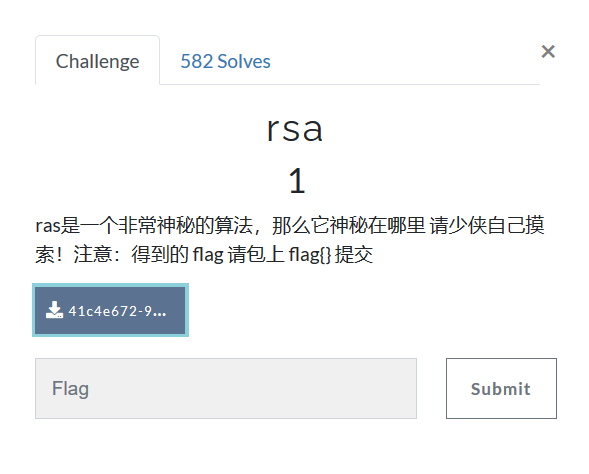 Challenge
582 Solves
×
rsa
1
ras是一个非常神秘的算法，那么它神秘在哪里 请少侠自己摸
索！注意：得到的 flag 请包上 flag{} 提交
41c4e672-9...
Flag
Submit